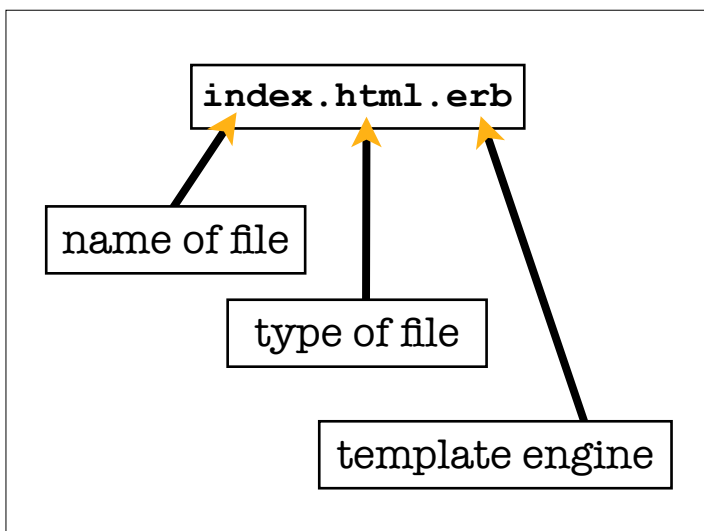 index.html.erb
name of file
type of file
template engine